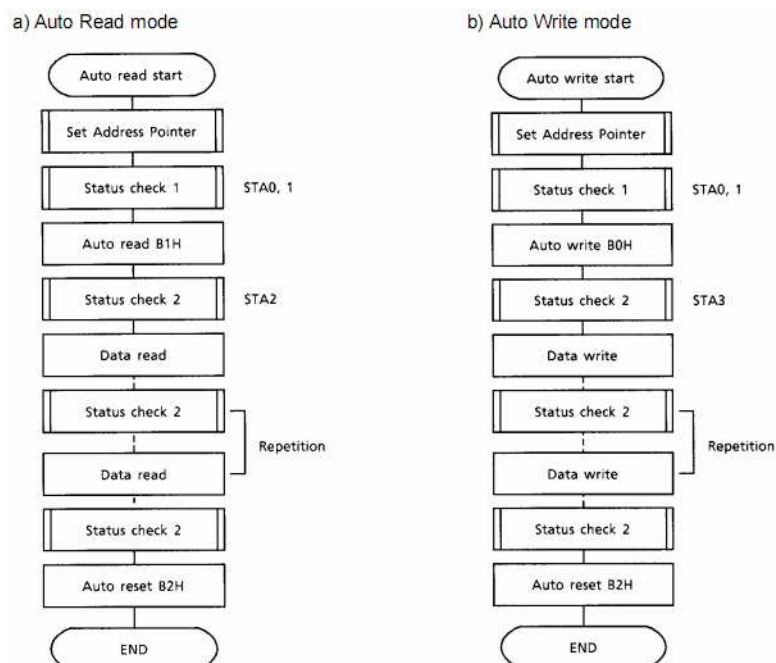 a) Auto Read mode
Auto read start
Set Address Pointer
Status check 1
STA0, 1
Auto read B1H
Status check 2
STA2
Data read
Status check 2
Repetition
Data read
Status check 2
Auto reset B2H
END
b) Auto Write mode
Auto write start
Set Address Pointer
Status check 1
STA0, 1
Auto write B0H
Status check 2
STA3
Data write
Status check 2
Repetition
Data write
Status check 2
Auto reset B2H
END